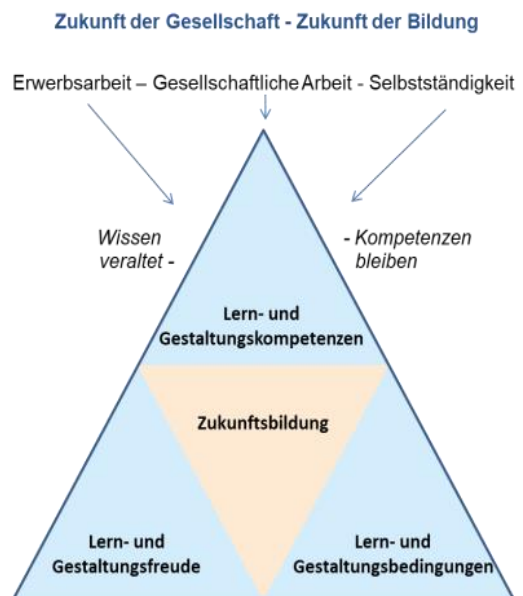 Zukunft der Gesellschaft - Zukunft der Bildung
Erwerbsarbeit – Gesellschaftliche Arbeit - Selbstständigkeit
Wissen
veraltet -
- Kompetenzen
bleiben
Lern- und
Gestaltungskompetenzen
Zukunftsbildung
Lern- und
Gestaltungsfreude
Lern- und
Gestaltungsbedingungen